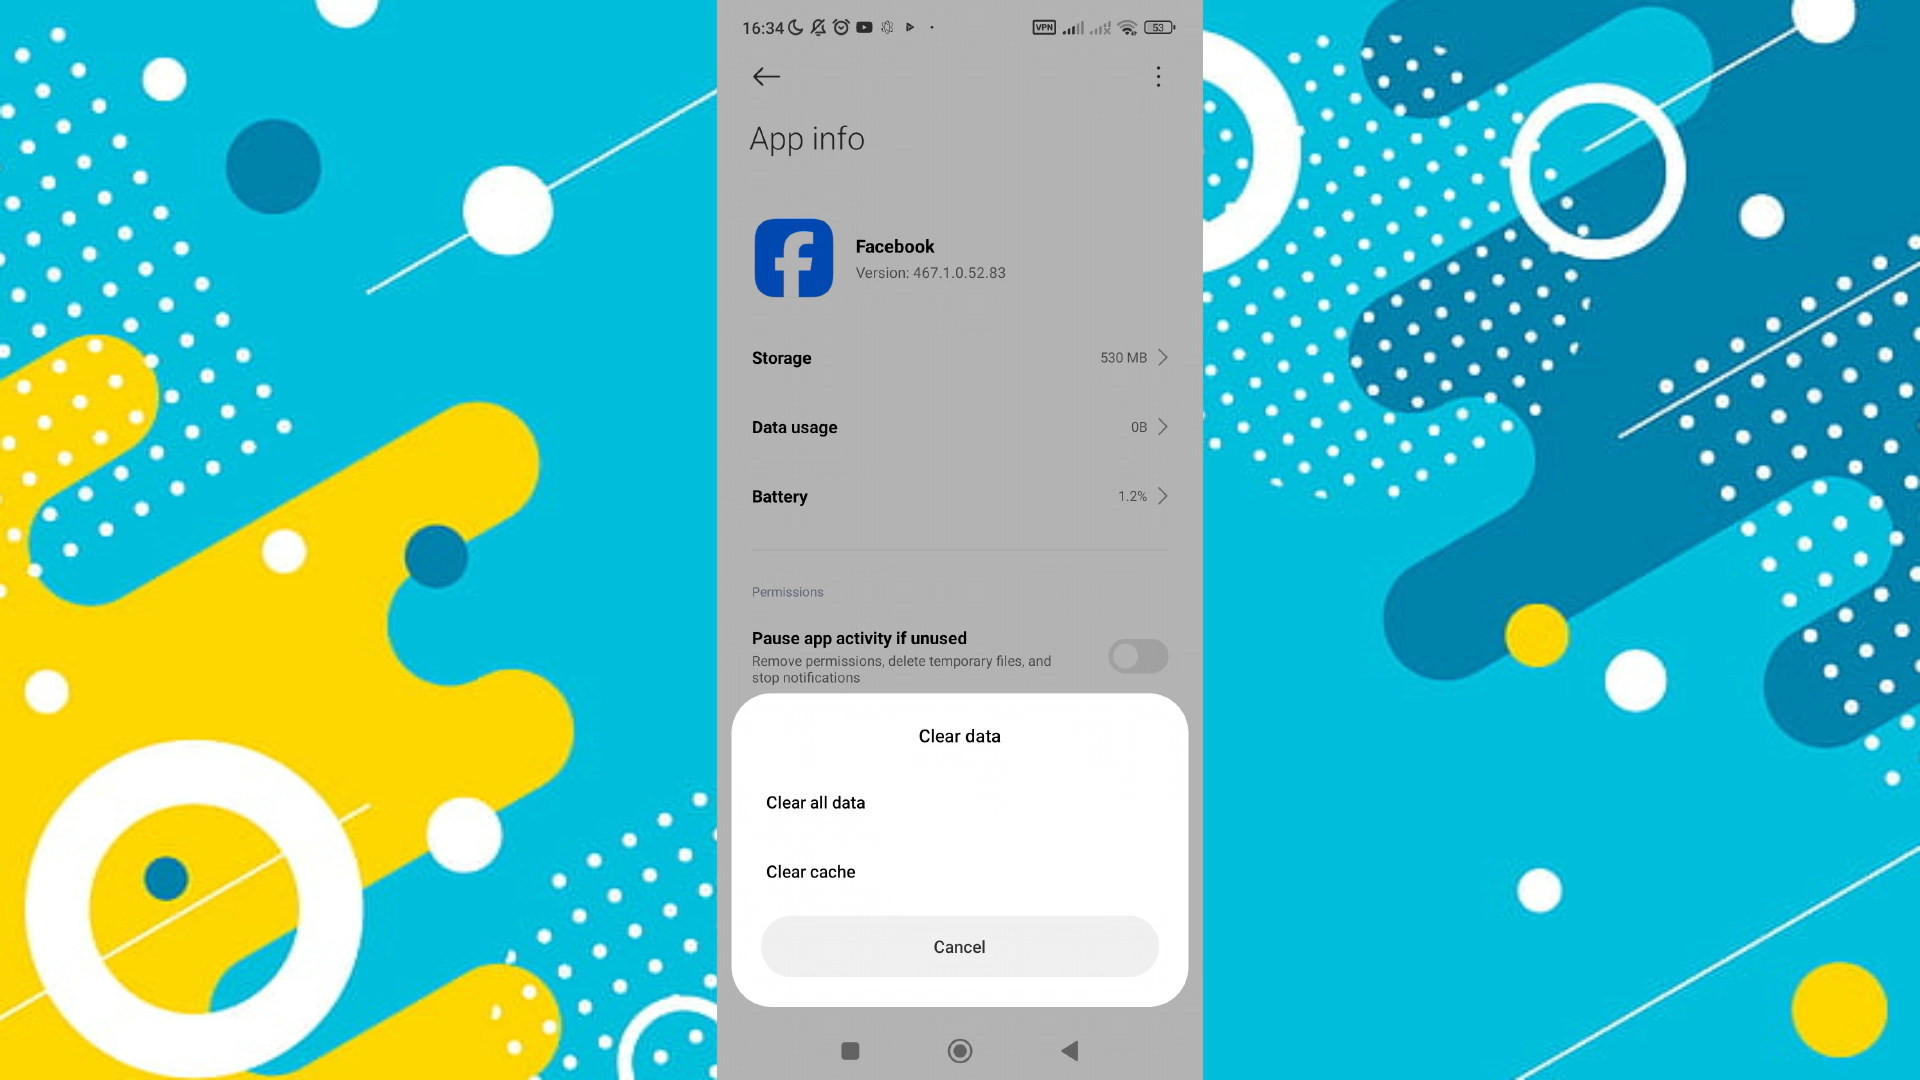 16:34 VPN 53
App info
Facebook
Version: 467.1.0.52.83
Storage 530 MB
Data usage 0B
Battery 1.2%
Permissions
Pause app activity if unused
Remove permissions, delete temporary files, and
stop notifications
Clear data
Clear all data
Clear cache
Cancel